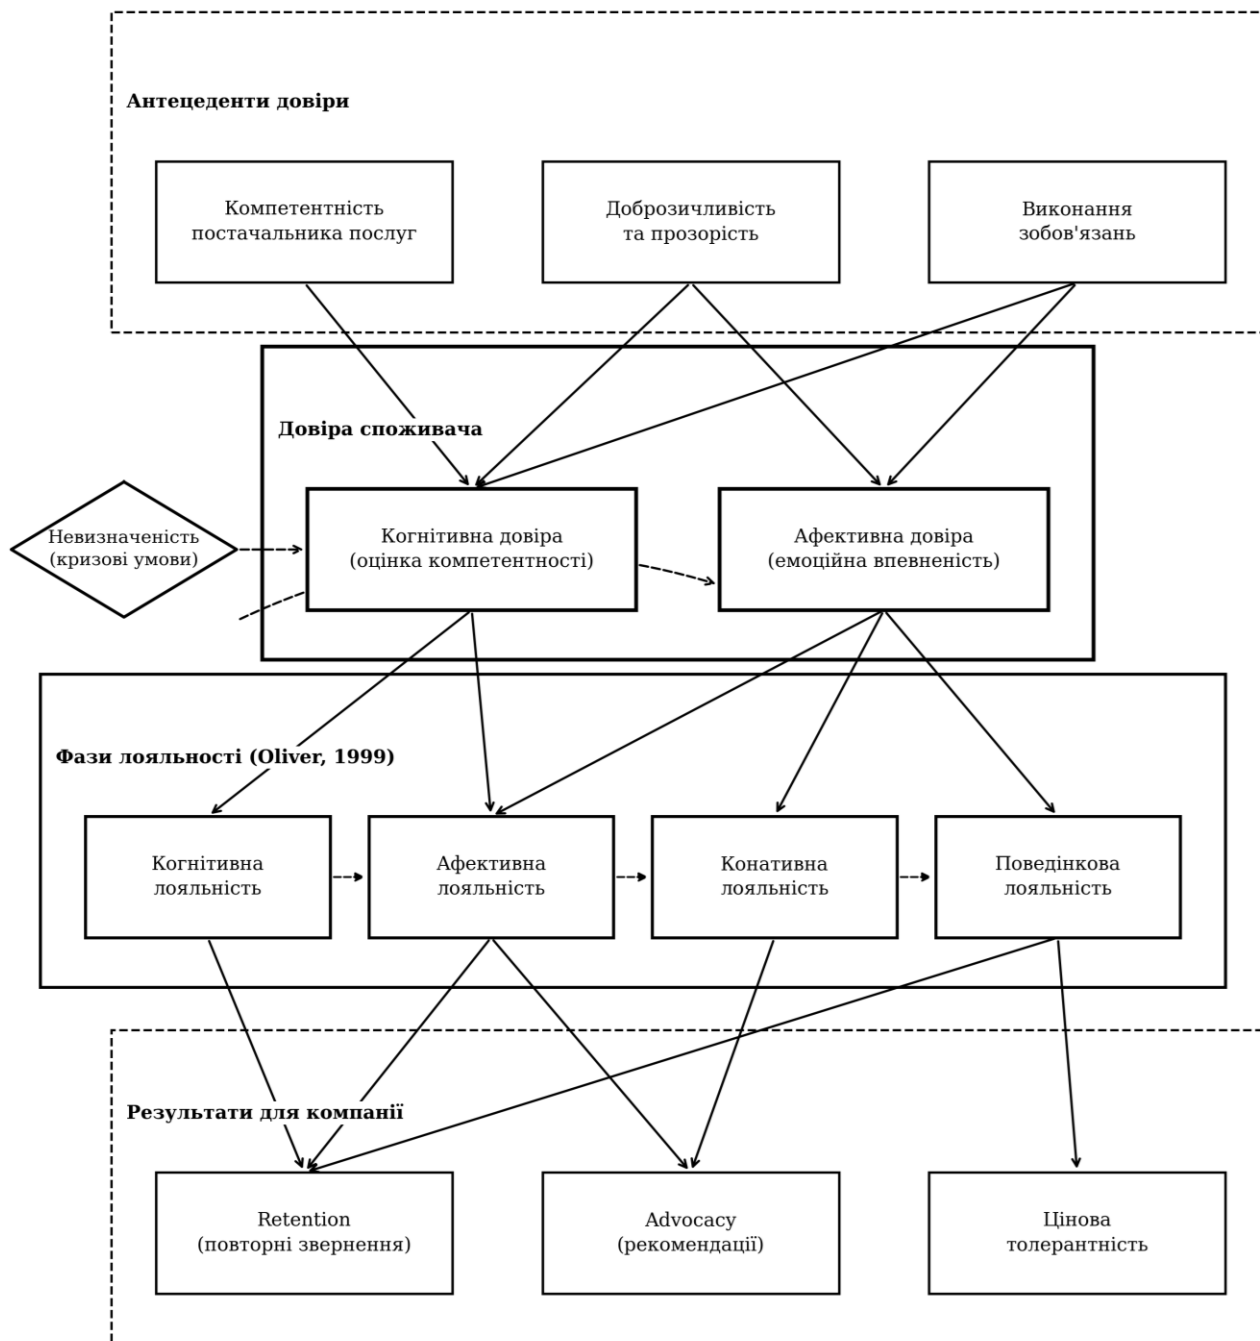 Антецеденти довіри
Компетентність
постачальника послуг
Доброзичливість
та прозорість
Виконання
зобов'язань
Довіра споживача
Невизначеність
(кризові умови)
Когнітивна довіра
(оцінка компетентності)
Афективна довіра
(емоційна впевненість)
Фази лояльності (Oliver, 1999)
Когнітивна
лояльність
Афективна
лояльність
Конативна
лояльність
Поведінкова
лояльність
Результати для компанії
Retention
(повторні звернення)
Advocacy
(рекомендації)
Цінова
толерантність